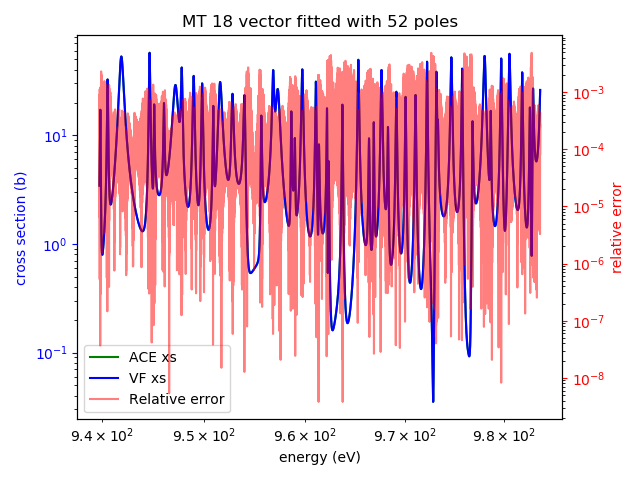 MT 18 vector fitted with 52 poles
cross section (b)
10¹
10⁰
10⁻¹
10⁻³
10⁻⁴
10⁻⁵
10⁻⁶
10⁻⁷
10⁻⁸
relative error
ACE xs
VF xs
Relative error
9.4 × 10² 9.5 × 10² 9.6 × 10² 9.7 × 10² 9.8 × 10²
energy (eV)